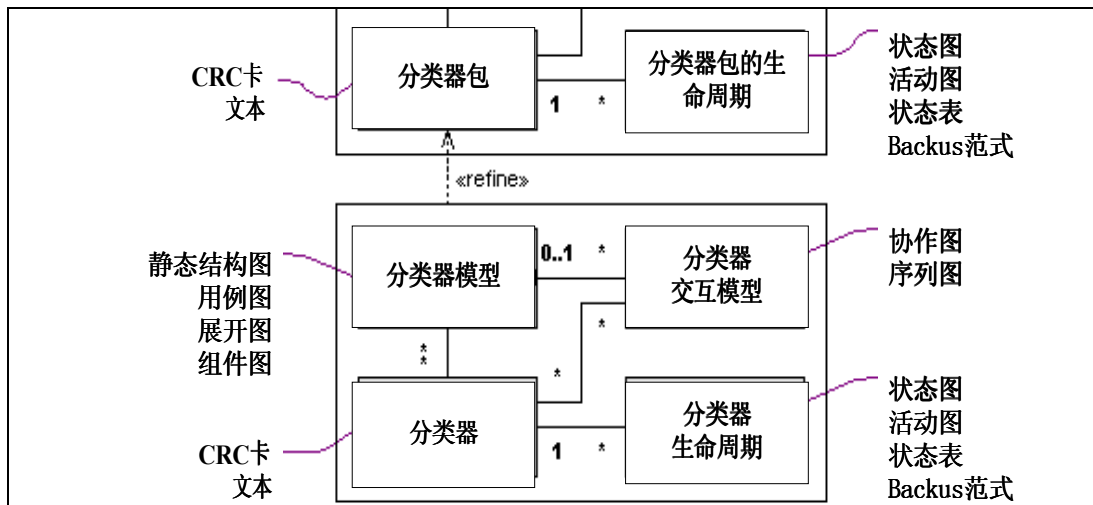 CRC卡
文本
分类器包
1 *
分类器包的生
命周期
状态图
活动图
状态表
Backus范式
«refine»
静态结构图
用例图
展开图
组件图
分类器模型
0..1 *
分类器
交互模型
协作图
序列图
*
*
*
*
CRC卡
文本
分类器
1 *
分类器
生命周期
状态图
活动图
状态表
Backus范式